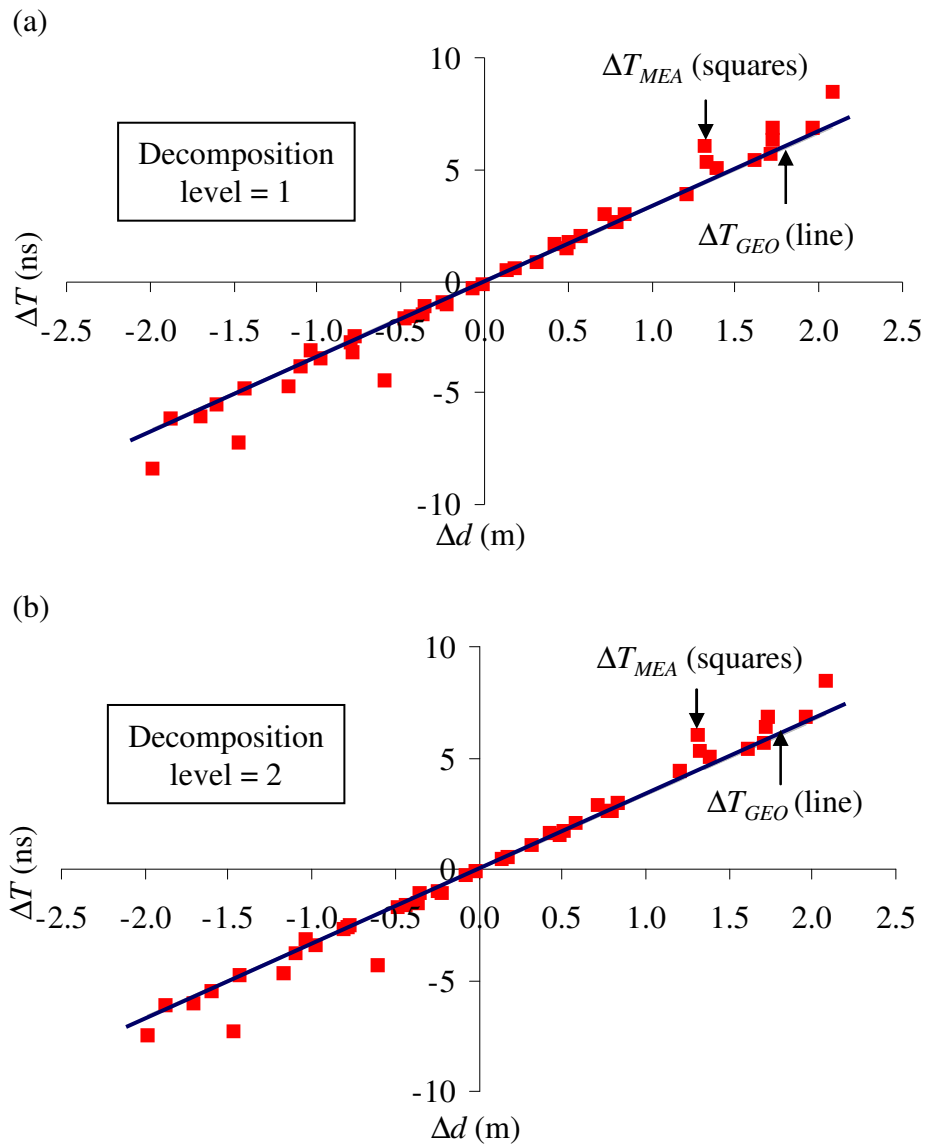 (a)
10
ΔT_MEA (squares)
Decomposition
level = 1
5
ΔT_GEO (line)
ΔT (ns)
0
-2.5 -2.0 -1.5 -1.0 -0.5 0.0 0.5 1.0 1.5 2.0 2.5
-5
-10
Δd (m)
(b)
10
ΔT_MEA (squares)
Decomposition
level = 2
5
ΔT_GEO (line)
ΔT (ns)
0
-2.5 -2.0 -1.5 -1.0 -0.5 0.0 0.5 1.0 1.5 2.0 2.5
-5
-10
Δd (m)